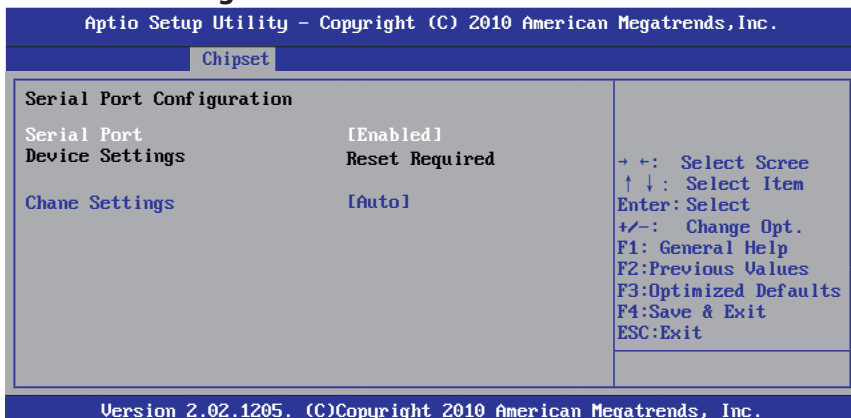 Aptio Setup Utility – Copyright (C) 2010 American Megatrends,Inc.
Chipset
Serial Port Configuration
Serial Port [Enabled]
Device Settings Reset Required
Chane Settings [Auto]
→ ←: Select Scree
↑ ↓: Select Item
Enter: Select
+/-: Change Opt.
F1: General Help
F2:Previous Values
F3:Optimized Defaults
F4:Save & Exit
ESC:Exit
Version 2.02.1205. (C)Copyright 2010 American Megatrends, Inc.